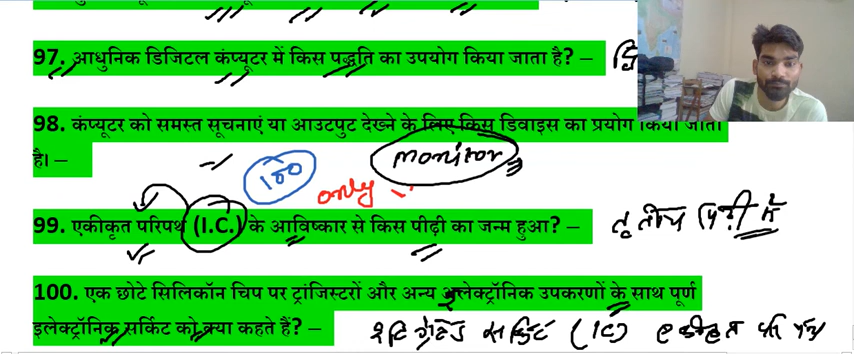 97. आधुनिक डिजिटल कंप्यूटर में किस पद्धति का उपयोग किया जाता है? –
98. कंप्यूटर को समस्त सूचनाएं या आउटपुट देख्ने के लिए किस डिवाइस का प्रयोग किया जाता
है। –
monitor
100 only
99. एकीकृत परिपथ (I.C.) के आविष्कार से किस पीढ़ी का जन्म हुआ? – तृतीय पिढ़ी में
100. एक छोटे सिलिकॉन चिप पर ट्रांजिस्टरों और अन्य इलेक्ट्रॉनिक उपकरणों के साथ पूर्ण
इलेक्ट्रॉनिक सर्किट को क्या कहते हैं? – इंटिग्रेटेड सर्किट (IC)